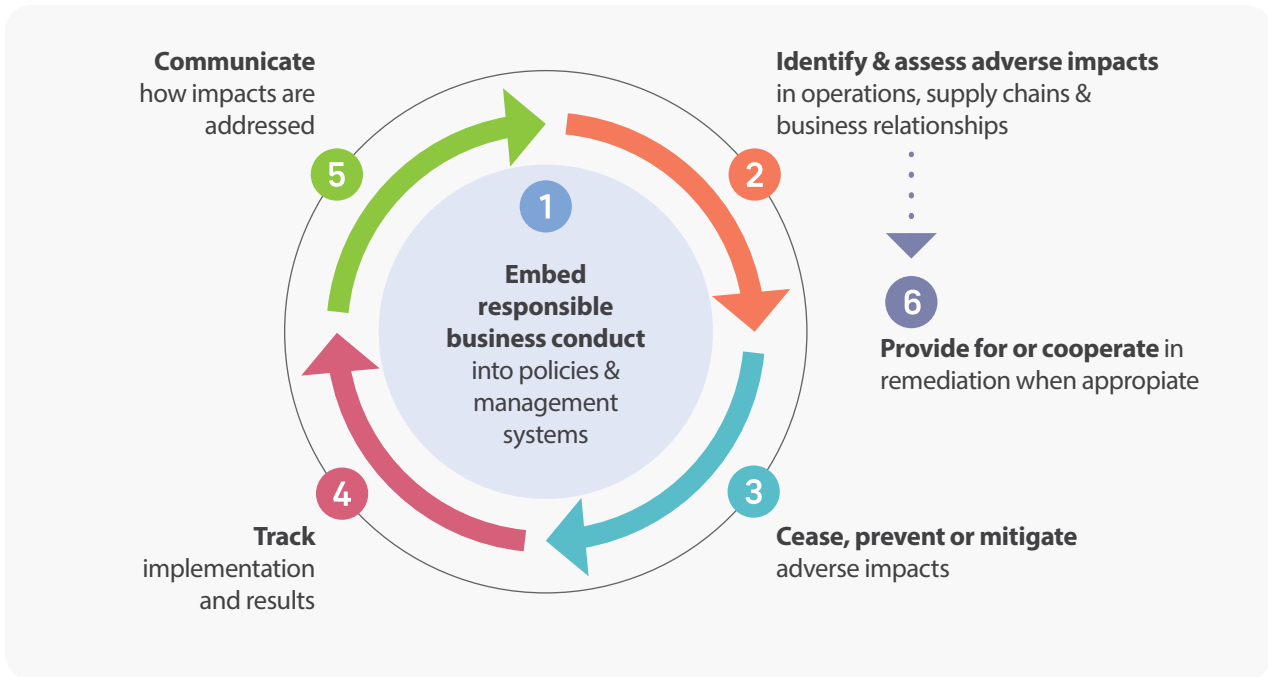 1
Embed
responsible
business conduct
into policies &
management
systems
2
Identify & assess adverse impacts
in operations, supply chains &
business relationships
3
Cease, prevent or mitigate
adverse impacts
4
Track
implementation
and results
5
Communicate
how impacts are
addressed
6
Provide for or cooperate in
remediation when appropiate